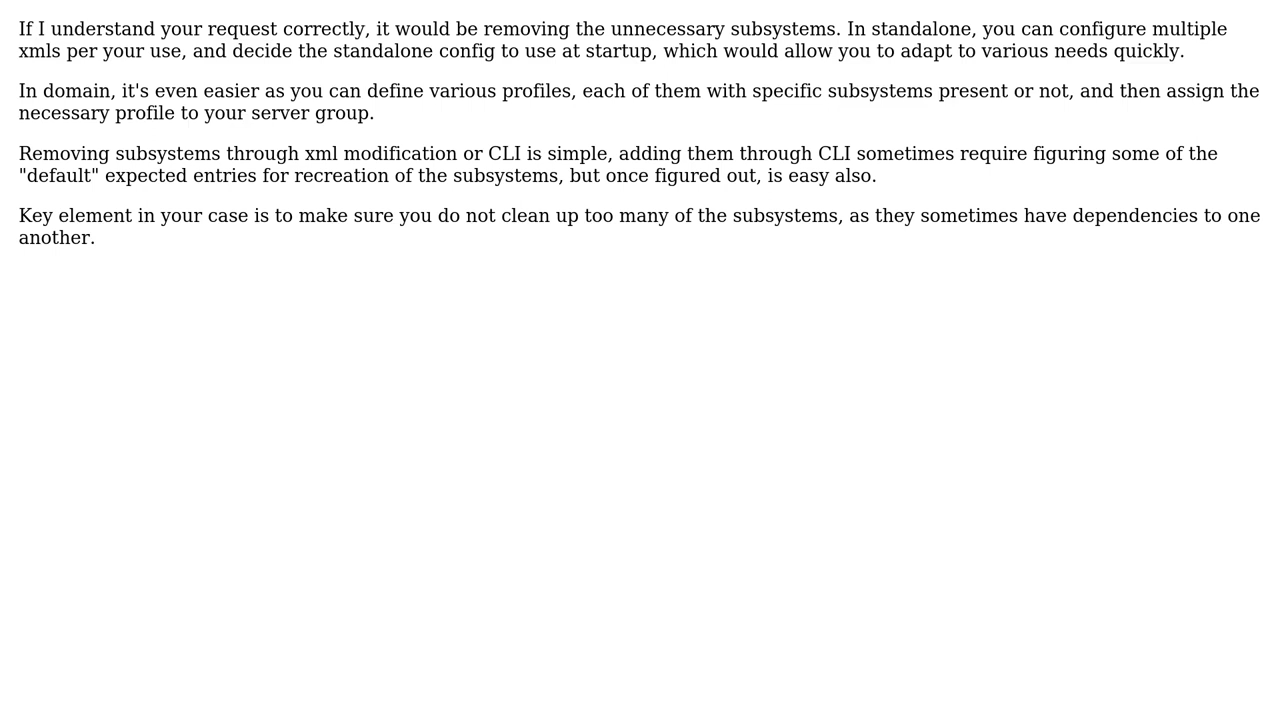 If I understand your request correctly, it would be removing the unnecessary subsystems. In standalone, you can configure multiple
xmls per your use, and decide the standalone config to use at startup, which would allow you to adapt to various needs quickly.
In domain, it's even easier as you can define various profiles, each of them with specific subsystems present or not, and then assign the
necessary profile to your server group.
Removing subsystems through xml modification or CLI is simple, adding them through CLI sometimes require figuring some of the
"default" expected entries for recreation of the subsystems, but once figured out, is easy also.
Key element in your case is to make sure you do not clean up too many of the subsystems, as they sometimes have dependencies to one
another.